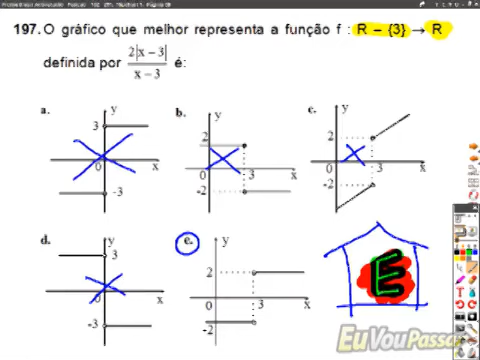 197. O gráfico que melhor representa a função f : R – {3} → R
definida por 2|x – 3| / x – 3 é:
a. y 3 0 x -3
b. y 2 0 3 x -2
c. y 2 0 3 x -2
d. y 3 0 x -3
e. y 2 0 3 x -2
E
EuVouPassar